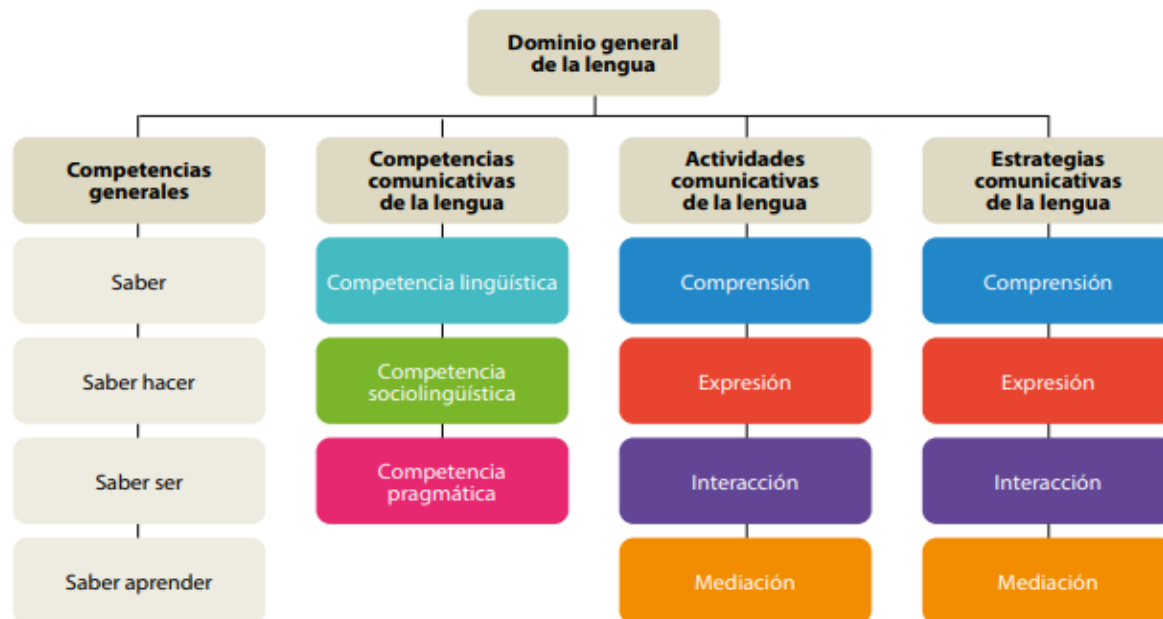 Dominio general
de la lengua
Competencias
generales
Competencias
comunicativas
de la lengua
Actividades
comunicativas
de la lengua
Estrategias
comunicativas
de la lengua
Saber
Competencia lingüística
Comprensión
Comprensión
Saber hacer
Competencia
sociolingüística
Expresión
Expresión
Saber ser
Competencia
pragmática
Interacción
Interacción
Saber aprender
Mediación
Mediación